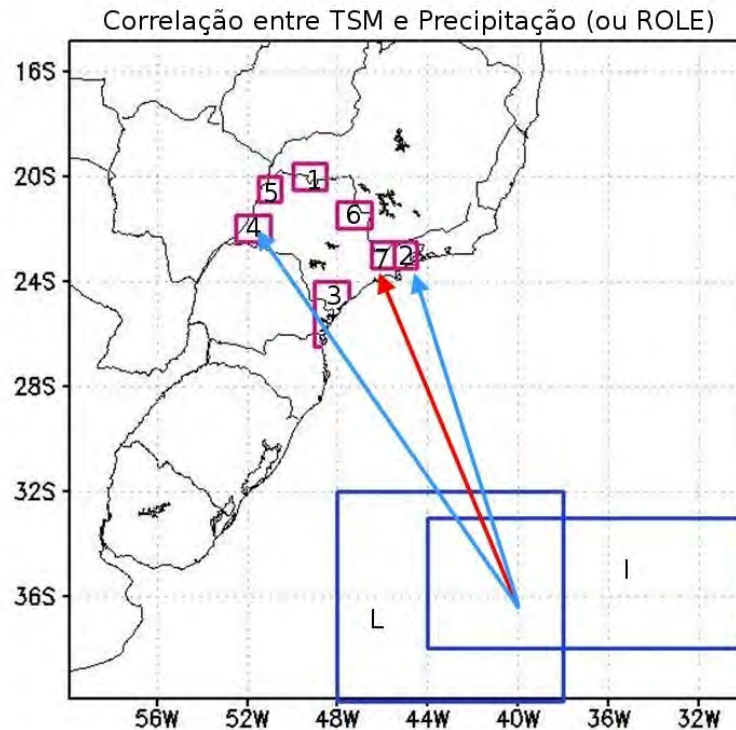 Correlação entre TSM e Precipitação (ou ROLE)
16S
20S
1
5
6
4
7 2
24S
3
28S
32S
I
36S
L
56W 52W 48W 44W 40W 36W 32W